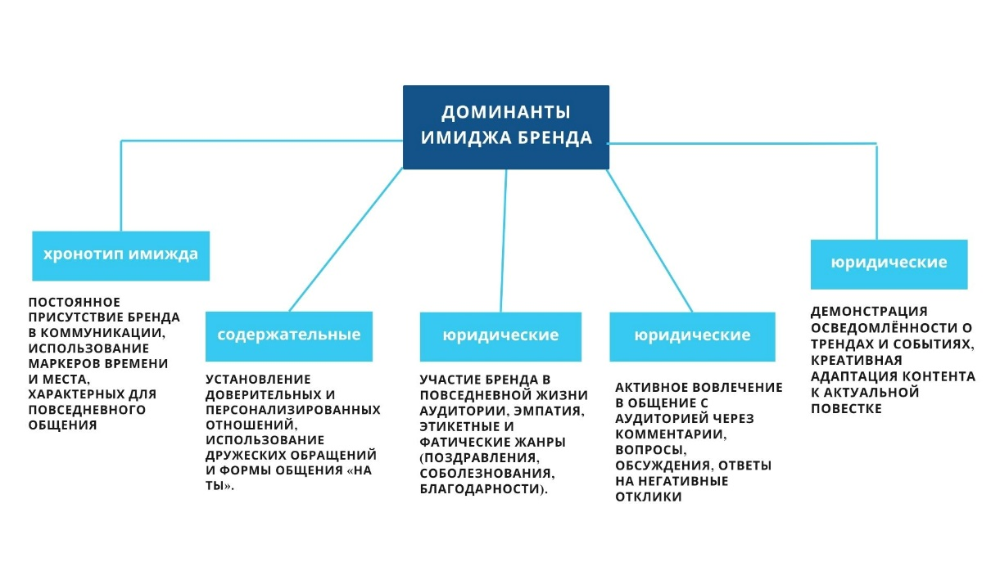 ДОМИНАНТЫ
ИМИДЖА БРЕНДА
хронотип имижда
ПОСТОЯННОЕ
ПРИСУТСТВИЕ БРЕНДА
В КОММУНИКАЦИИ,
ИСПОЛЬЗОВАНИЕ
МАРКЕРОВ ВРЕМЕНИ
И МЕСТА,
ХАРАКТЕРНЫХ ДЛЯ
ПОВСЕДНЕВНОГО
ОБЩЕНИЯ
содержательные
УСТАНОВЛЕНИЕ
ДОВЕРИТЕЛЬНЫХ И
ПЕРСОНАЛИЗИРОВАННЫХ
ОТНОШЕНИЙ,
ИСПОЛЬЗОВАНИЕ
ДРУЖЕСКИХ ОБРАЩЕНИЙ
И ФОРМЫ ОБЩЕНИЯ «НА
ТЫ».
юридические
УЧАСТИЕ БРЕНДА В
ПОВСЕДНЕВНОЙ ЖИЗНИ
АУДИТОРИИ, ЭМПАТИЯ,
ЭТИКЕТНЫЕ И
ФАТИЧЕСКИЕ ЖАНРЫ
(ПОЗДРАВЛЕНИЯ,
СОБОЛЕЗНОВАНИЯ,
БЛАГОДАРНОСТИ).
юридические
АКТИВНОЕ ВОВЛЕЧЕНИЕ
В ОБЩЕНИЕ С
АУДИТОРИЕЙ ЧЕРЕЗ
КОММЕНТАРИИ,
ВОПРОСЫ,
ОБСУЖДЕНИЯ, ОТВЕТЫ
НА НЕГАТИВНЫЕ
ОТКЛИКИ
юридические
ДЕМОНСТРАЦИЯ
ОСВЕДОМЛЁННОСТИ О
ТРЕНДАХ И СОБЫТИЯХ,
КРЕАТИВНАЯ
АДАПТАЦИЯ КОНТЕНТА
К АКТУАЛЬНОЙ
ПОВЕСТКЕ